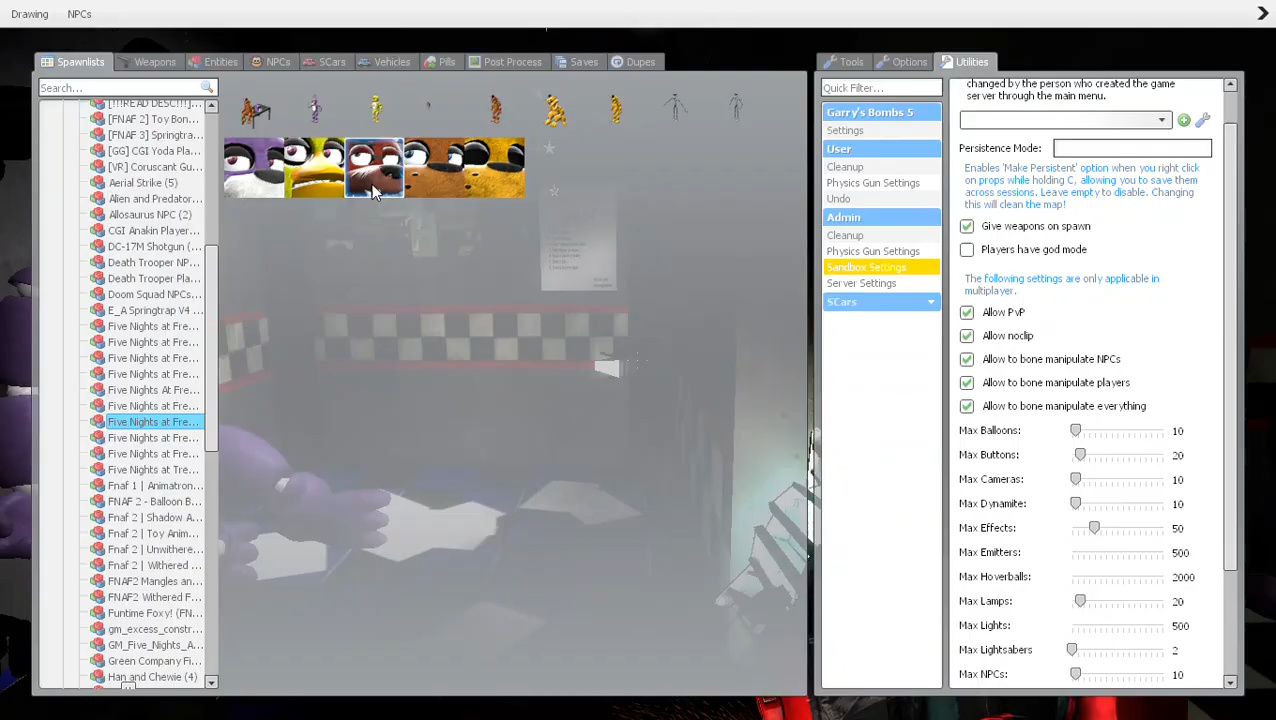 Drawing NPCs
Spawnlists Weapons Entities NPCs SCars Vehicles Pills Post Process Saves Dupes
Search...
[!!!READ DESC!!!]...
[FNAF 2] Toy Bon...
[FNAF 3] Springtra...
[GG] CGI Yoda Pla...
[VR] Coruscant Gu...
Aerial Strike (5)
Alien and Predator...
Allosaurus NPC (2)
CGI Anakin Player...
DC-17M Shotgun (...
Death Trooper NP...
Death Trooper Pla...
Doom Squad NPCs...
E_A Springtrap V4 ...
Five Nights at Fre...
Five Nights at Fre...
Five Nights at Fre...
Five Nights at Fre...
Five Nights At Fre...
Five Nights at Fre...
Five Nights at Fre...
Five Nights at Fre...
Five Nights at Fre...
Five Nights at Tre...
Fnaf 1 | Animatron...
FNAF 2 - Balloon B...
Fnaf 2 | Shadow A...
Fnaf 2 | Toy Anim...
Fnaf 2 | Unwithere...
Fnaf 2 | Withered ...
FNAF2 Mangles an...
FNAF2 Withered F...
Funtime Foxy! (FN...
gm_excess_constr...
GM_Five_Nights_A...
Green Company Fi...
Han and Chewie (4)
Tools Options Utilities
Quick Filter...
Garry's Bombs 5
Settings
User
Cleanup
Physics Gun Settings
Undo
Admin
Cleanup
Physics Gun Settings
Sandbox Settings
Server Settings
SCars
changed by the person who created the game
server through the main menu.
Persistence Mode:
Enables 'Make Persistent' option when you right click
on props while holding C, allowing you to save them
across sessions. Leave empty to disable. Changing
this will clean the map!
Give weapons on spawn
Players have god mode
The following settings are only applicable in
multiplayer.
Allow PvP
Allow noclip
Allow to bone manipulate NPCs
Allow to bone manipulate players
Allow to bone manipulate everything
Max Balloons: 10
Max Buttons: 20
Max Cameras: 10
Max Dynamite: 10
Max Effects: 50
Max Emitters: 500
Max Hoverballs: 2000
Max Lamps: 20
Max Lights: 500
Max Lightsabers 2
Max NPCs: 10